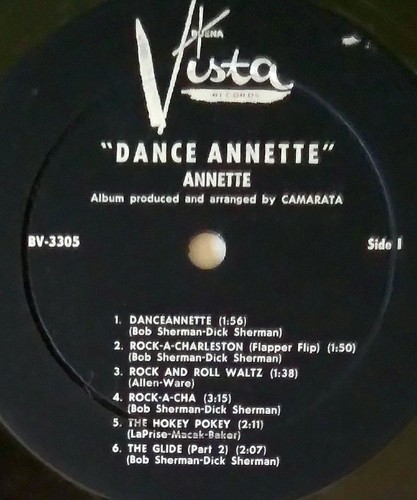 BUENA
Vista
RECORDS
"DANCE ANNETTE"
ANNETTE
Album produced and arranged by CAMARATA
BV-3305
Side 1
1. DANCEANNETTE (1:56)
(Bob Sherman-Dick Sherman)
2. ROCK-A-CHARLESTON (Flapper Flip) (1:50)
(Bob Sherman-Dick Sherman)
3. ROCK AND ROLL WALTZ (1:38)
(Allen-Ware)
4. ROCK-A-CHA (3:15)
(Bob Sherman-Dick Sherman)
5. THE HOKEY POKEY (2:11)
(LaPrise-Macak-Baker)
6. THE GLIDE (Part 2) (2:07)
(Bob Sherman-Dick Sherman)